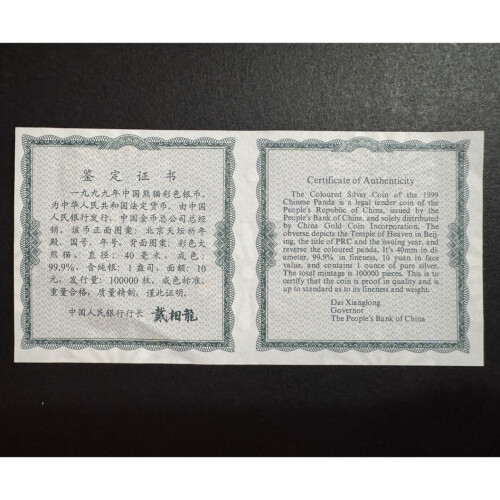 鉴定证书
一九九九年中国熊猫彩色银币,
为中华人民共和国法定货币。由中国
人民银行发行,中国金币总公司总经
销。该币正面图案:北京天坛祈年
殿、国号、年号,背面图案:彩色大
熊猫。直径:40毫米,成色:
99.9%,含纯银:1盎司,面额:10
元,发行量:100000枚,成色标准,
重量合格,质量精制,谨此证明。
中国人民银行行长 戴相龍
Certificate of Authenticity
The Coloured Silver Coin of the 1999
Chinese Panda is a legal tender coin of the
People's Republic of China, issued by the
People's Bank of China, and solely distributed
by China Gold Coin Incorporation. The
obverse depicts the Temple of Heaven in Beij-
ing, the title of PRC and the issuing year, and
reverse the coloured panda. It's 40mm in di-
ameter, 99.9% in fineness, 10 yuan in face
value, and contains 1 ounce of pure silver.
The total mintage is 100000 pieces. This is to
certify that the coin is proof in quality and is
up to standard as to its fineness and weight.
Dai Xianglong
Governor
The People's Bank of China